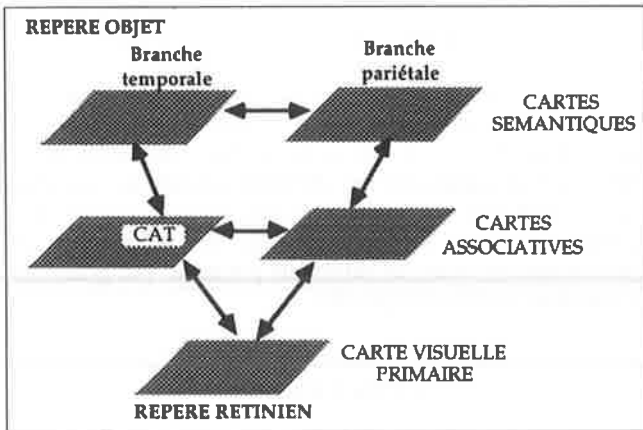 REPERE OBJET
Branche
temporale
Branche
pariétale
CARTES
SEMANTIQUES
CAT
CARTES
ASSOCIATIVES
CARTE VISUELLE
PRIMAIRE
REPERE RETINIEN